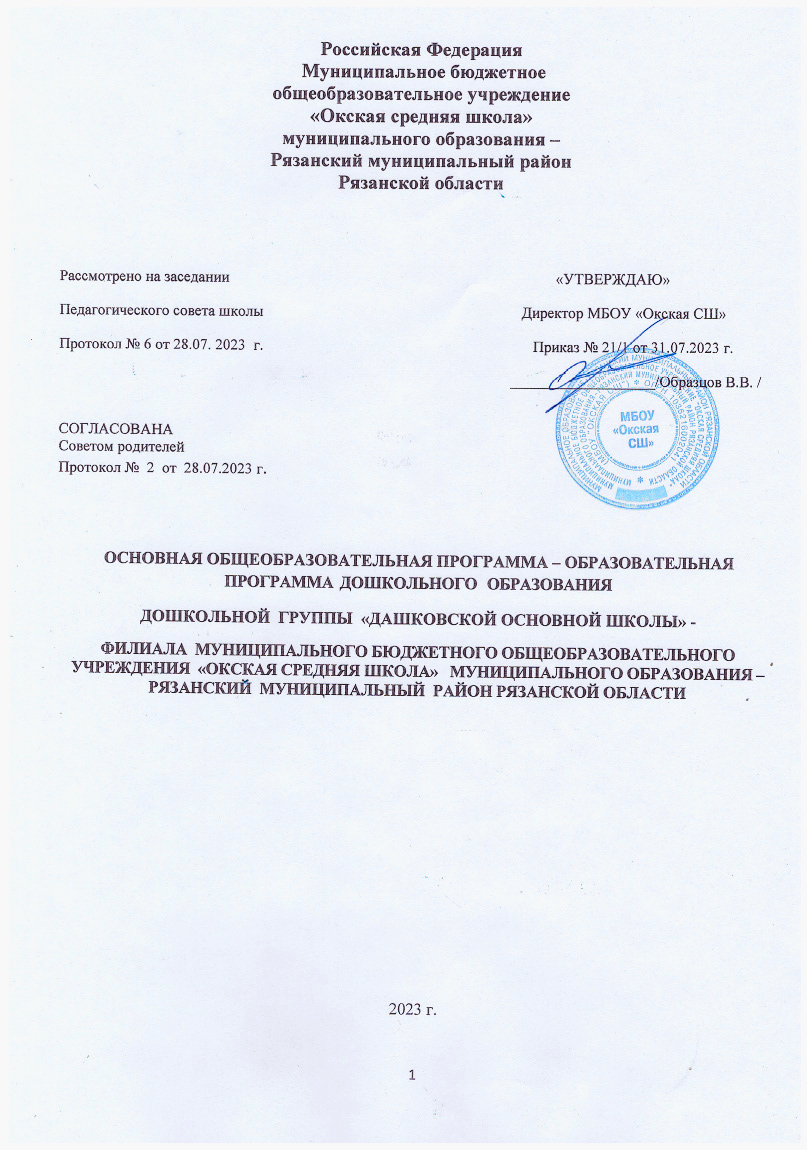 Российская Федерация
Муниципальное бюджетное
общеобразовательное учреждение
«Окская средняя школа»
муниципального образования –
Рязанский муниципальный район
Рязанской области
Рассмотрено на заседании
«УТВЕРЖДАЮ»
Педагогического совета школы
Директор МБОУ «Окская СШ»
Протокол № 6 от 28.07. 2023 г.
Приказ № 21/1 от 31.07.2023 г.
/Образцов В.В. /
МБОУ
«Окская
СШ»
СОГЛАСОВАНА
Советом родителей
Протокол № 2 от 28.07.2023 г.
ОСНОВНАЯ ОБЩЕОБРАЗОВАТЕЛЬНАЯ ПРОГРАММА – ОБРАЗОВАТЕЛЬНАЯ
ПРОГРАММА ДОШКОЛЬНОГО ОБРАЗОВАНИЯ
ДОШКОЛЬНОЙ ГРУППЫ «ДАШКОВСКОЙ ОСНОВНОЙ ШКОЛЫ» -
ФИЛИАЛА МУНИЦИПАЛЬНОГО БЮДЖЕТНОГО ОБЩЕОБРАЗОВАТЕЛЬНОГО
УЧРЕЖДЕНИЯ «ОКСКАЯ СРЕДНЯЯ ШКОЛА» МУНИЦИПАЛЬНОГО ОБРАЗОВАНИЯ –
РЯЗАНСКИЙ МУНИЦИПАЛЬНЫЙ РАЙОН РЯЗАНСКОЙ ОБЛАСТИ
2023 г.
1